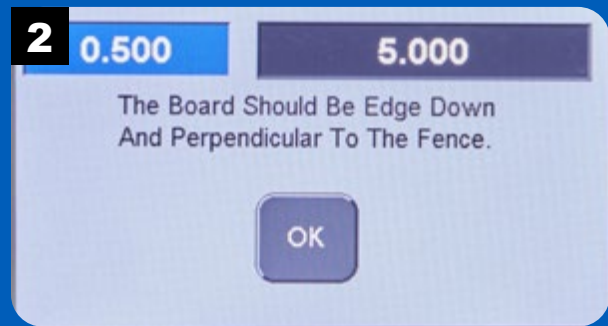 2
0.500 5.000
The Board Should Be Edge Down
And Perpendicular To The Fence.
OK